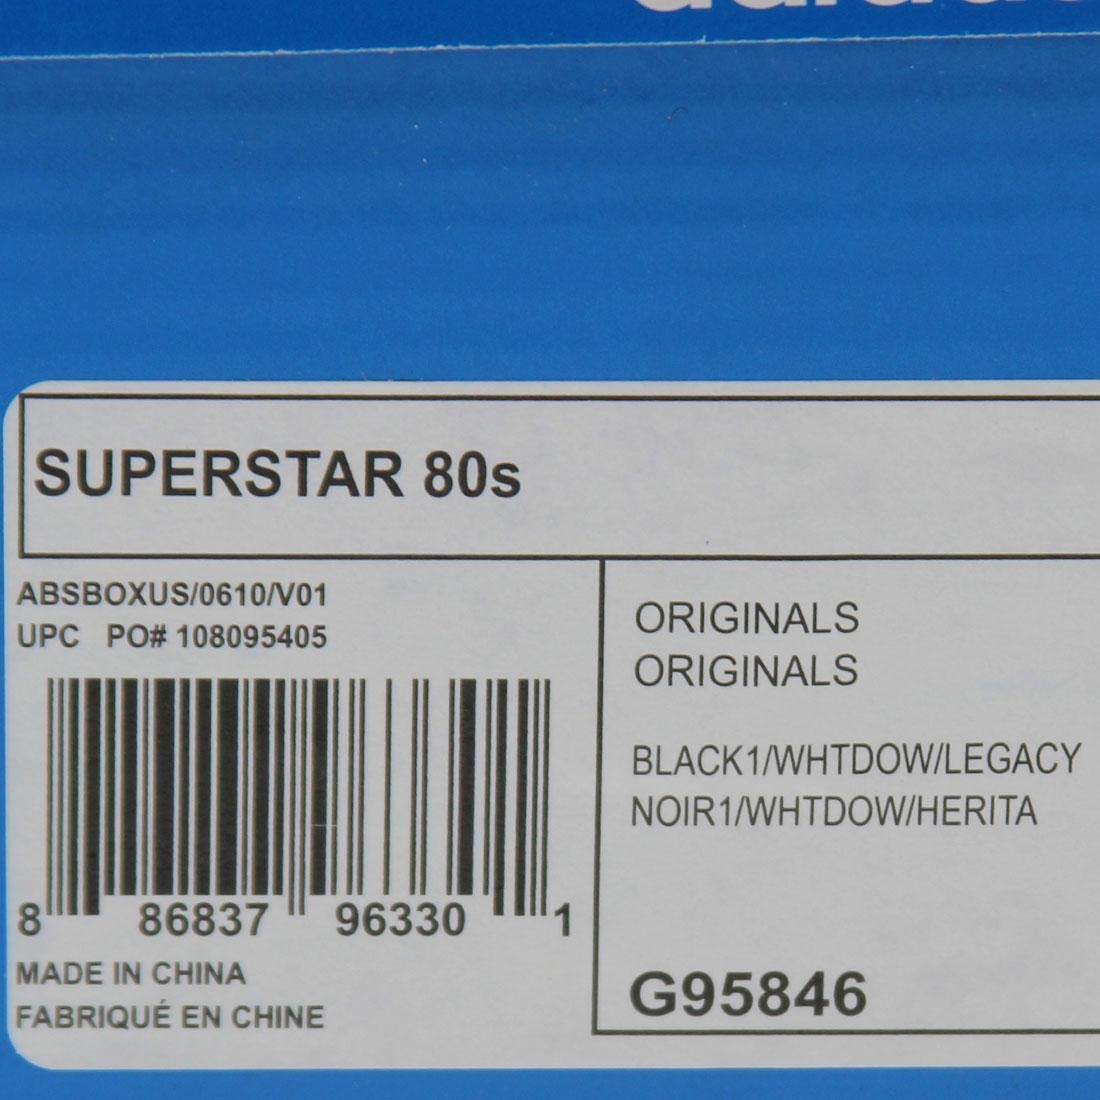 SUPERSTAR 80s
ABSBOXUS/0610/V01
UPC PO# 108095405
8 86837 96330 1
MADE IN CHINA
FABRIQUÉ EN CHINE
ORIGINALS
ORIGINALS
BLACK1/WHTDOW/LEGACY
NOIR1/WHTDOW/HERITA
G95846